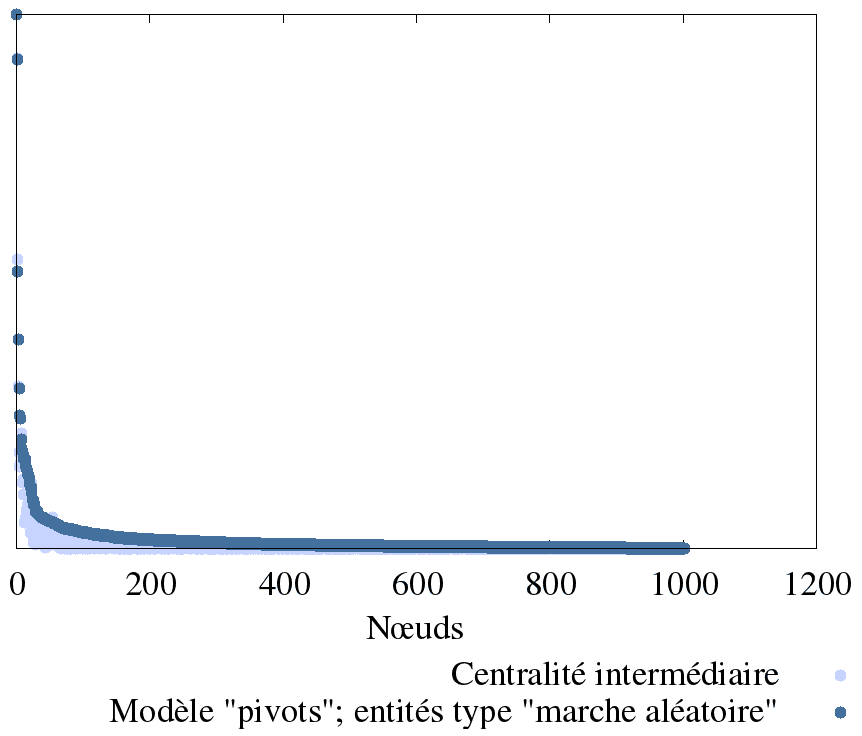 0 200 400 600 800 1000 1200
Nœuds
Centralité intermédiaire
Modèle "pivots"; entités type "marche aléatoire"